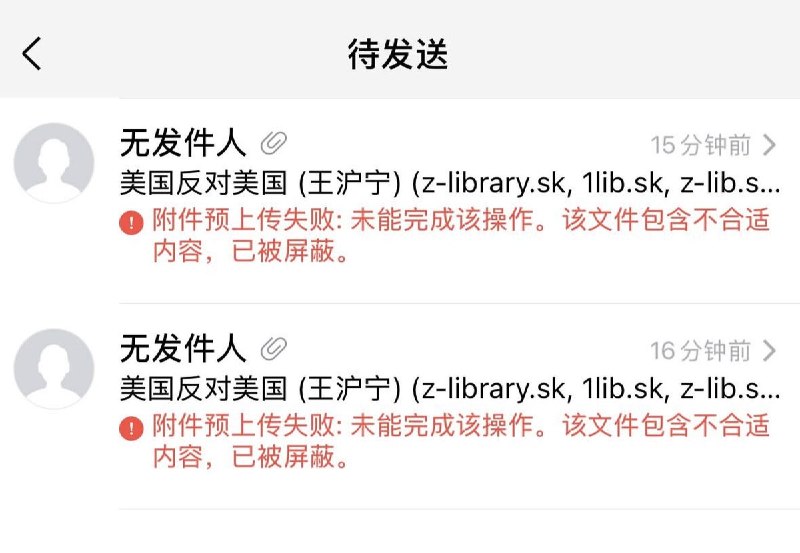 待发送
无发件人
15分钟前
美国反对美国 (王沪宁) (z-library.sk, 1lib.sk, z-lib.s...
附件预上传失败: 未能完成该操作。该文件包含不合适
内容，已被屏蔽。
无发件人
16分钟前
美国反对美国 (王沪宁) (z-library.sk, 1lib.sk, z-lib.s...
附件预上传失败: 未能完成该操作。该文件包含不合适
内容，已被屏蔽。